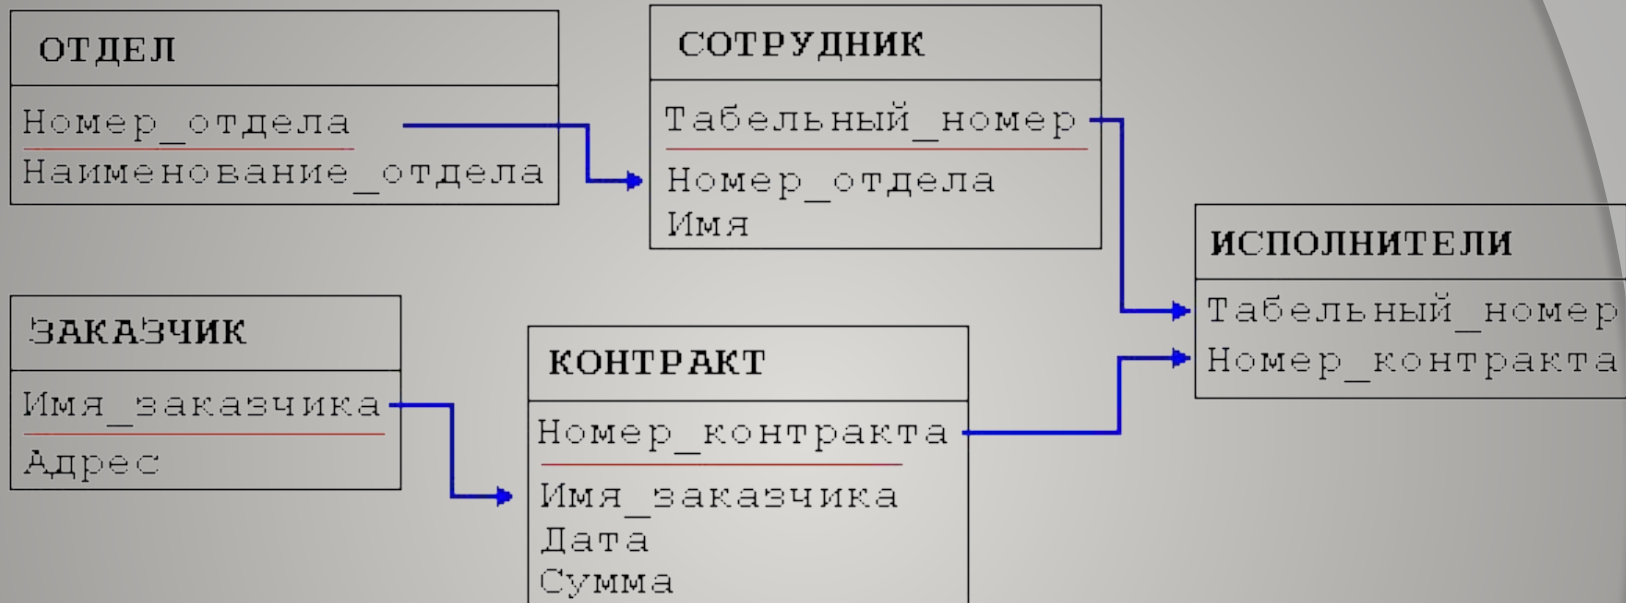 ОТДЕЛ
Номер_отдела
Наименование_отдела
СОТРУДНИК
Табельный_номер
Номер_отдела
Имя
ИСПОЛНИТЕЛИ
Табельный_номер
Номер_контракта
ЗАКАЗЧИК
Имя_заказчика
Адрес
КОНТРАКТ
Номер_контракта
Имя_заказчика
Дата
Сумма